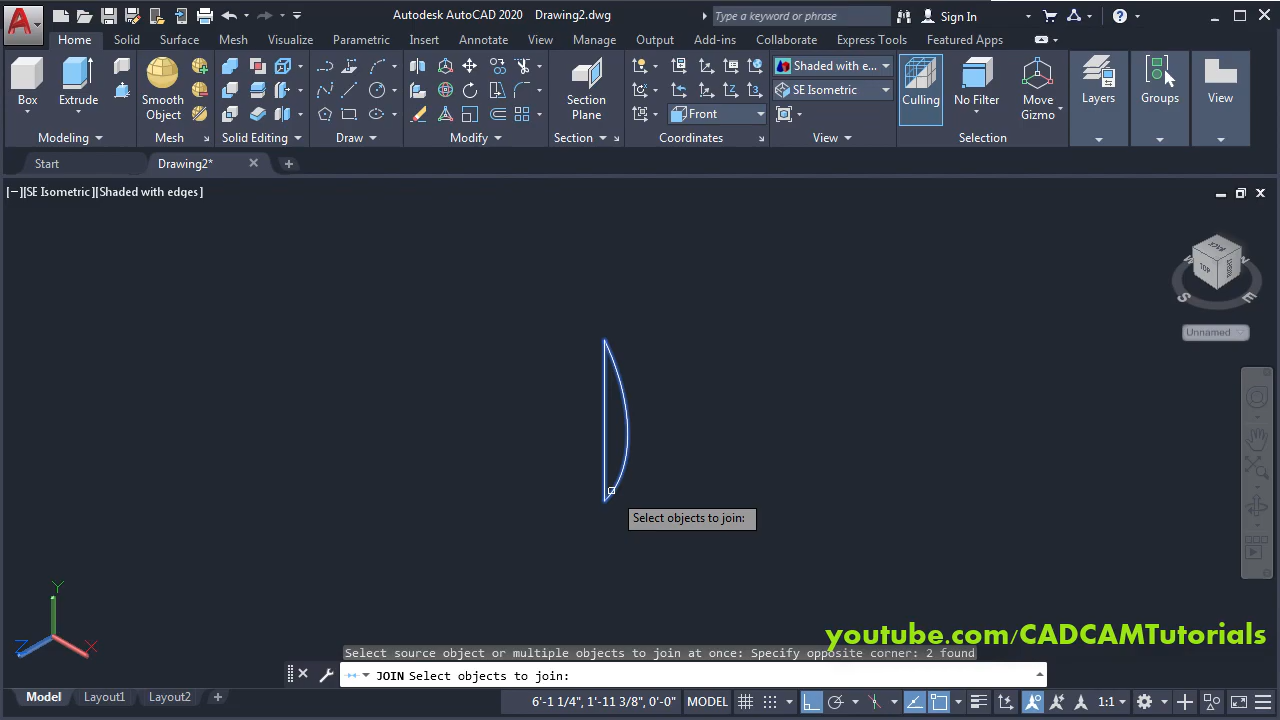 Autodesk AutoCAD 2020 Drawing2.dwg
Type a keyword or phrase
Sign In
Home Solid Surface Mesh Visualize Parametric Insert Annotate View Manage Output Add-ins Collaborate Express Tools Featured Apps
Box
Extrude
Smooth Object
Section Plane
Front
Shaded with e...
SE Isometric
Culling
No Filter
Move Gizmo
Layers
Groups
View
Modeling Mesh Solid Editing Draw Modify Section Coordinates View Selection
Start Drawing2*
[−][SE Isometric][Shaded with edges]
BACK
TOP
W
N
S
E
Unnamed
Select objects to join:
Y
Z
X
youtube.com/CADCAMTutorials
Select source object or multiple objects to join at once: Specify opposite corner: 2 found
JOIN Select objects to join:
Model Layout1 Layout2
6'-1 1/4", 1'-11 3/8", 0'-0" MODEL 1:1